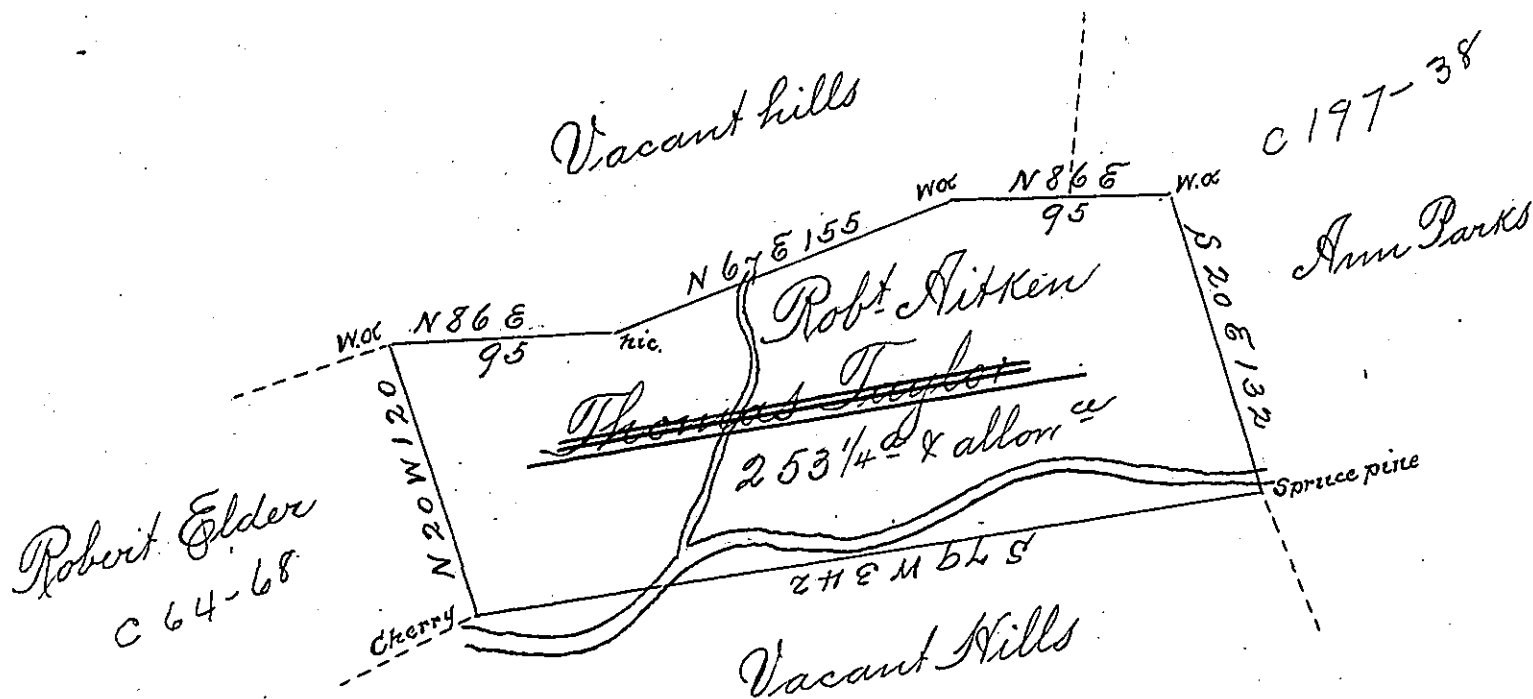 Vacant hills
C 197-38
Ann Parks
W.O
N 86 E
95
hic.
N 67 E 155
W O
N 86 E
95
W.O
S 20 E 132
Robt Aitken
Thomas Taylor
253 1/4 a & allow ce
N 20 W 120
Robert Elder
C 64-68
Cherry
S 79 W 342
Spruce pine
Vacant Hills